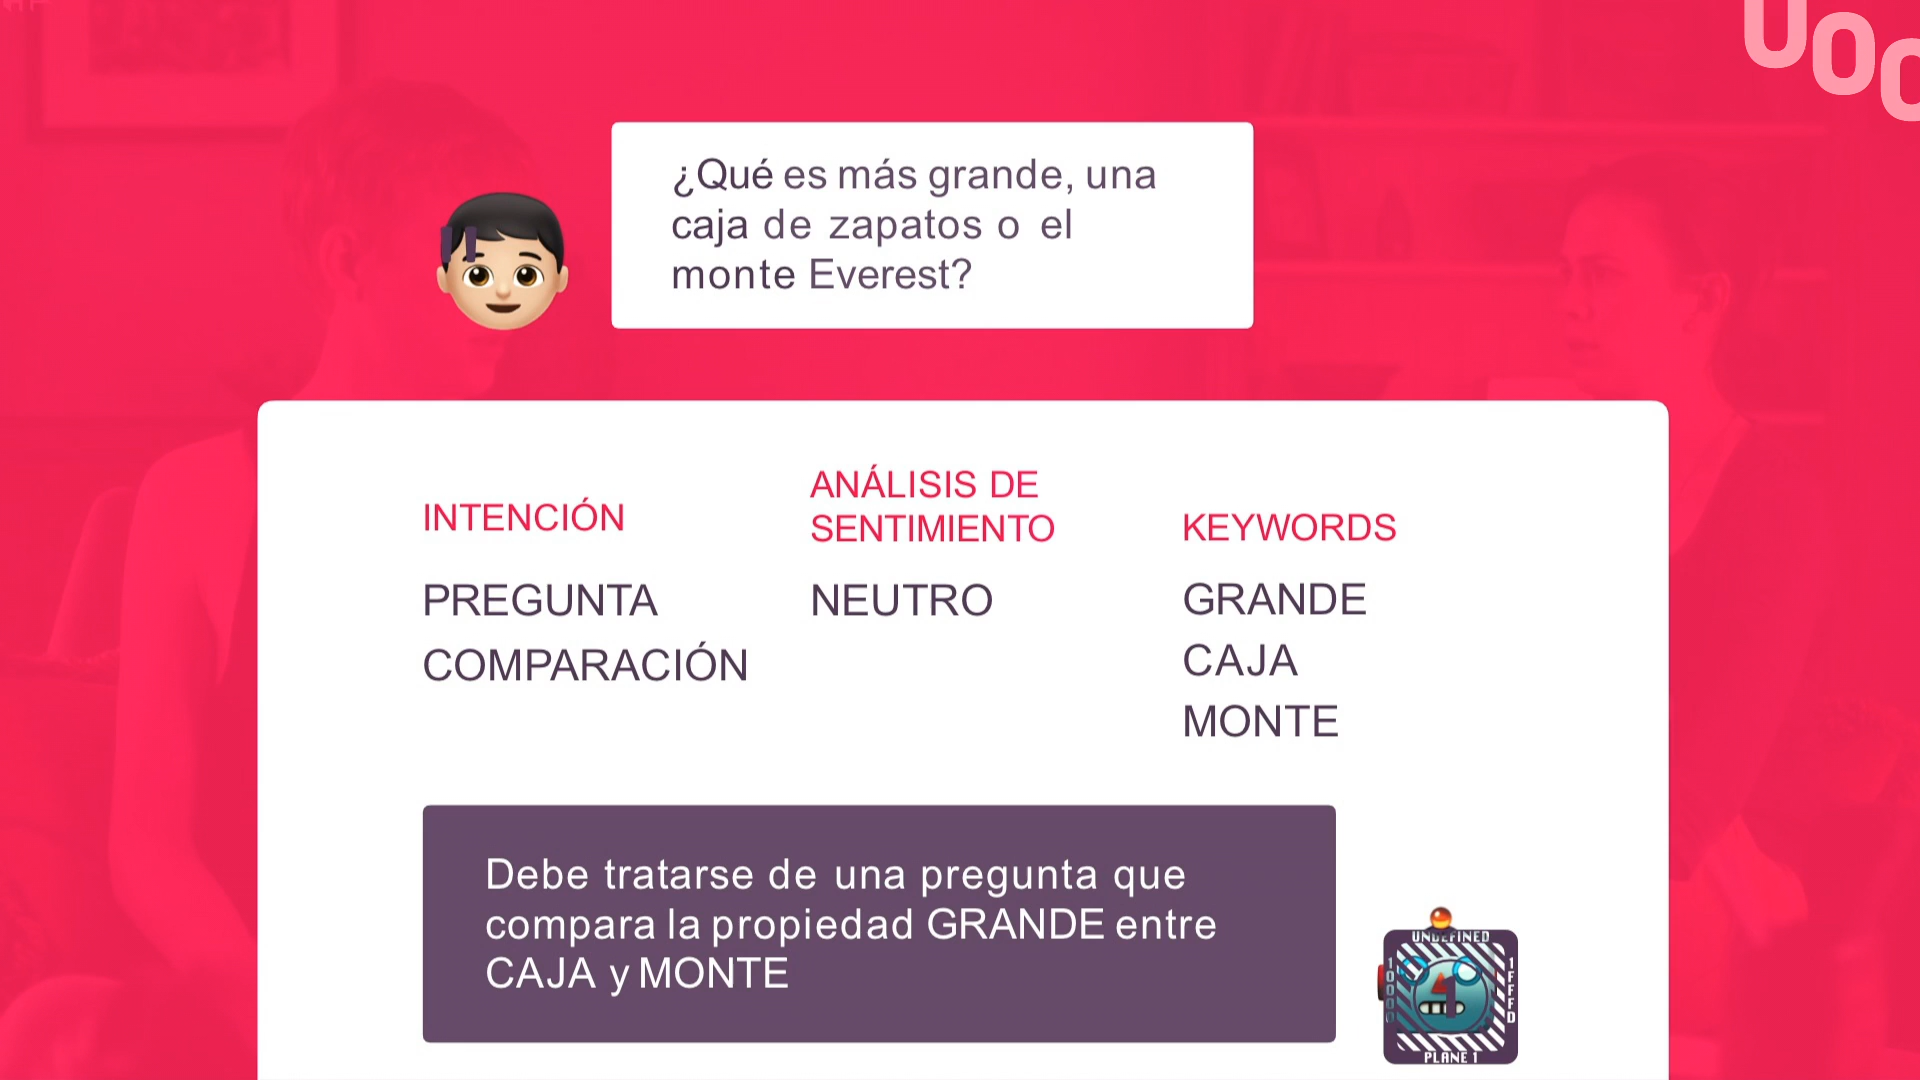 UOC
¿Qué es más grande, una
caja de zapatos o el
monte Everest?
INTENCIÓN
PREGUNTA
COMPARACIÓN
ANÁLISIS DE
SENTIMIENTO
NEUTRO
KEYWORDS
GRANDE
CAJA
MONTE
Debe tratarse de una pregunta que
compara la propiedad GRANDE entre
CAJA y MONTE
UNDEFINED
PLANE 1